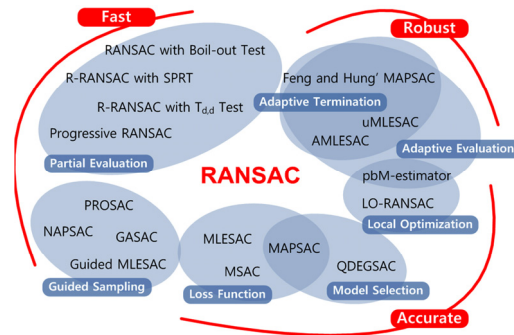 Fast
Robust
RANSAC with Boil-out Test
R-RANSAC with SPRT
R-RANSAC with Td,d Test
Progressive RANSAC
Partial Evaluation
Feng and Hung' MAPSAC
Adaptive Termination
uMLESAC
AMLESAC
Adaptive Evaluation
RANSAC
pbM-estimator
LO-RANSAC
Local Optimization
PROSAC
NAPSAC
GASAC
Guided MLESAC
Guided Sampling
MLESAC
MAPSAC
MSAC
QDEGSAC
Loss Function
Model Selection
Accurate